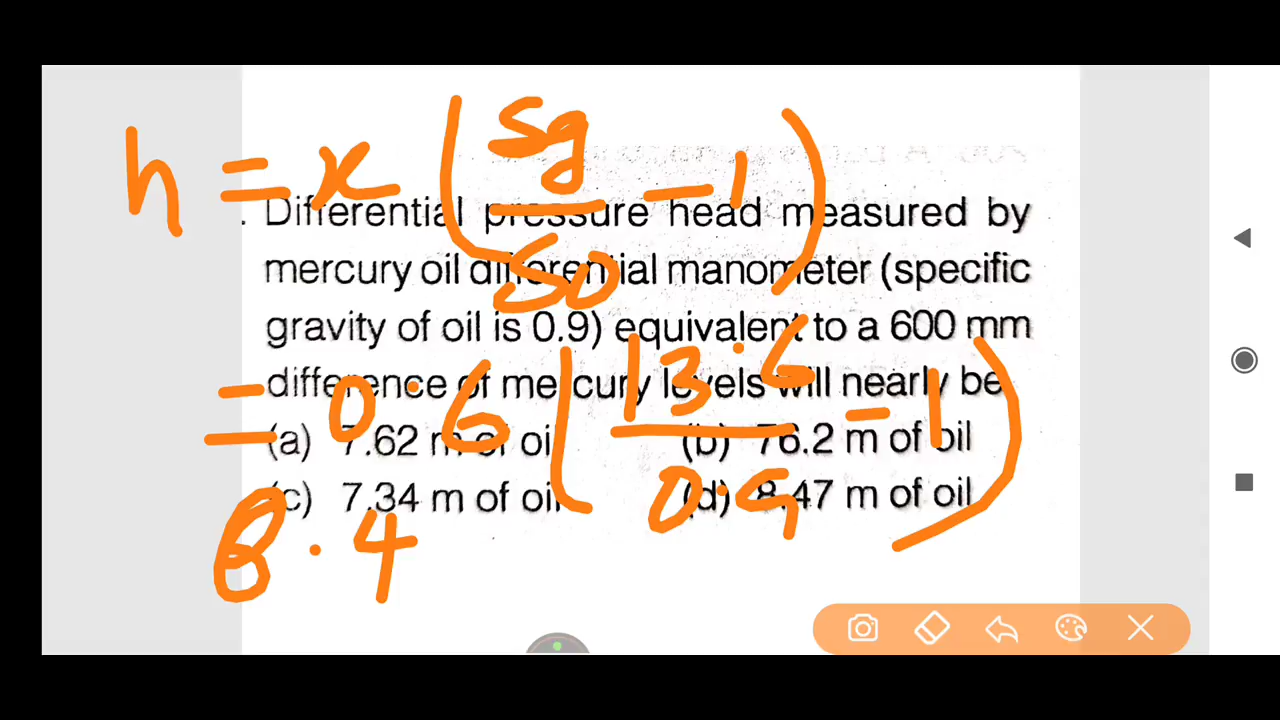 h = x ( Sg / So - 1 )
. Differential pressure head measured by
mercury oil differential manometer (specific
gravity of oil is 0.9) equivalent to a 600 mm
difference of mercury levels will nearly be
= 0.6 ( 13.6 / 0.9 - 1 )
(a) 7.62 m of oil (b) 76.2 m of oil
(c) 7.34 m of oil (d) 8.47 m of oil
8.4